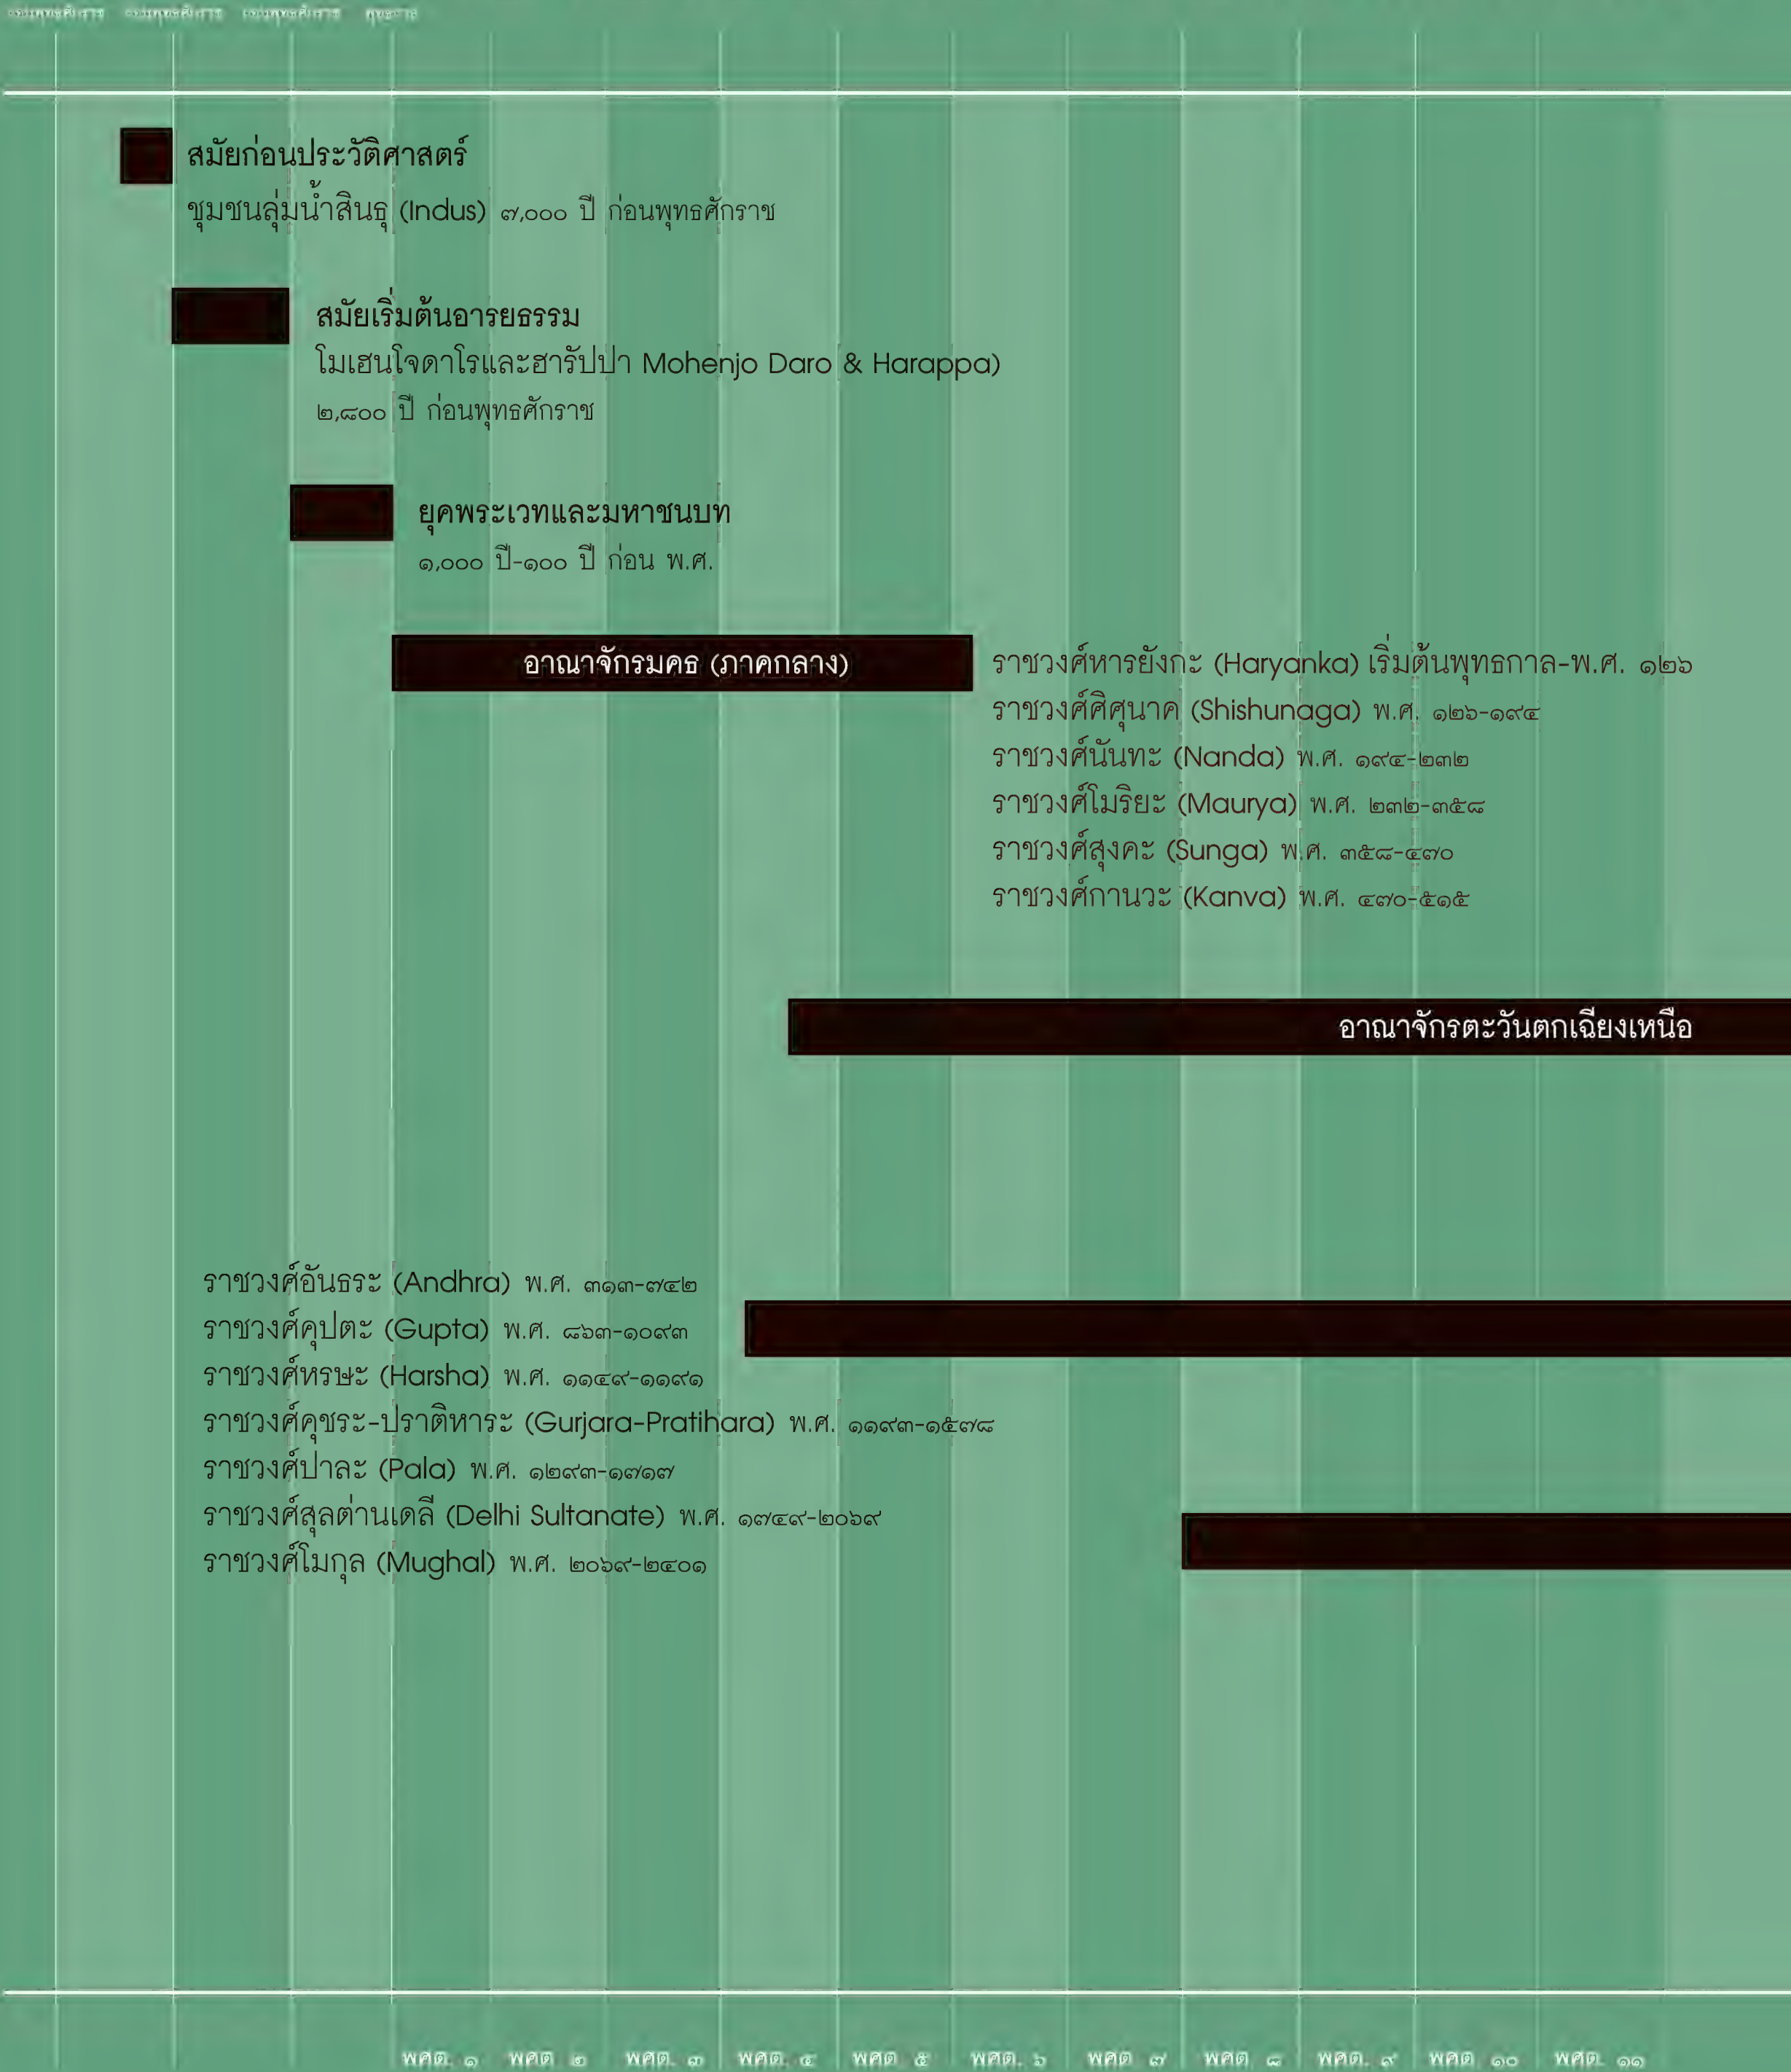 สมัยก่อนประวัติศาสตร์
ชุมชนลุ่มน้ำสินธุ (Indus) ๗,๐๐๐ ปี ก่อนพุทธศักราช
สมัยเริ่มต้นอารยธรรม
โมเฮนโจดาโรและฮารัปปา Mohenjo Daro & Harappa)
๒,๘๐๐ ปี ก่อนพุทธศักราช
ยุคพระเวทและมหาชนบท
๑,๐๐๐ ปี-๑๐๐ ปี ก่อน พ.ศ.
อาณาจักรมคธ (ภาคกลาง)
ราชวงศ์หารยังกะ (Haryanka) เริ่มต้นพุทธกาล-พ.ศ. ๑๒๖
ราชวงศ์ศิศุนาค (Shishunaga) พ.ศ. ๑๒๖-๑๙๔
ราชวงศ์นันทะ (Nanda) พ.ศ. ๑๙๔-๒๓๒
ราชวงศ์โมริยะ (Maurya) พ.ศ. ๒๓๒-๓๕๘
ราชวงศ์สุงคะ (Sunga) พ.ศ. ๓๕๘-๔๗๐
ราชวงศ์กานวะ (Kanva) พ.ศ. ๔๗๐-๕๑๕
อาณาจักรตะวันตกเฉียงเหนือ
ราชวงศ์อันธระ (Andhra) พ.ศ. ๓๑๓-๗๔๒
ราชวงศ์คุปตะ (Gupta) พ.ศ. ๘๖๓-๑๐๙๓
ราชวงศ์หรษะ (Harsha) พ.ศ. ๑๑๔๙-๑๑๙๑
ราชวงศ์คุชระ-ปราติหาระ (Gurjara-Pratihara) พ.ศ. ๑๑๙๓-๑๕๗๘
ราชวงศ์ปาละ (Pala) พ.ศ. ๑๒๙๓-๑๗๑๗
ราชวงศ์สุลต่านเดลี (Delhi Sultanate) พ.ศ. ๑๗๔๙-๒๐๖๙
ราชวงศ์โมกุล (Mughal) พ.ศ. ๒๐๖๙-๒๔๐๑
พศต. ๑ พศต. ๒ พศต. ๓ พศต. ๔ พศต. ๕ พศต. ๖ พศต. ๗ พศต. ๘ พศต. ๙ พศต. ๑๐ พศต. ๑๑